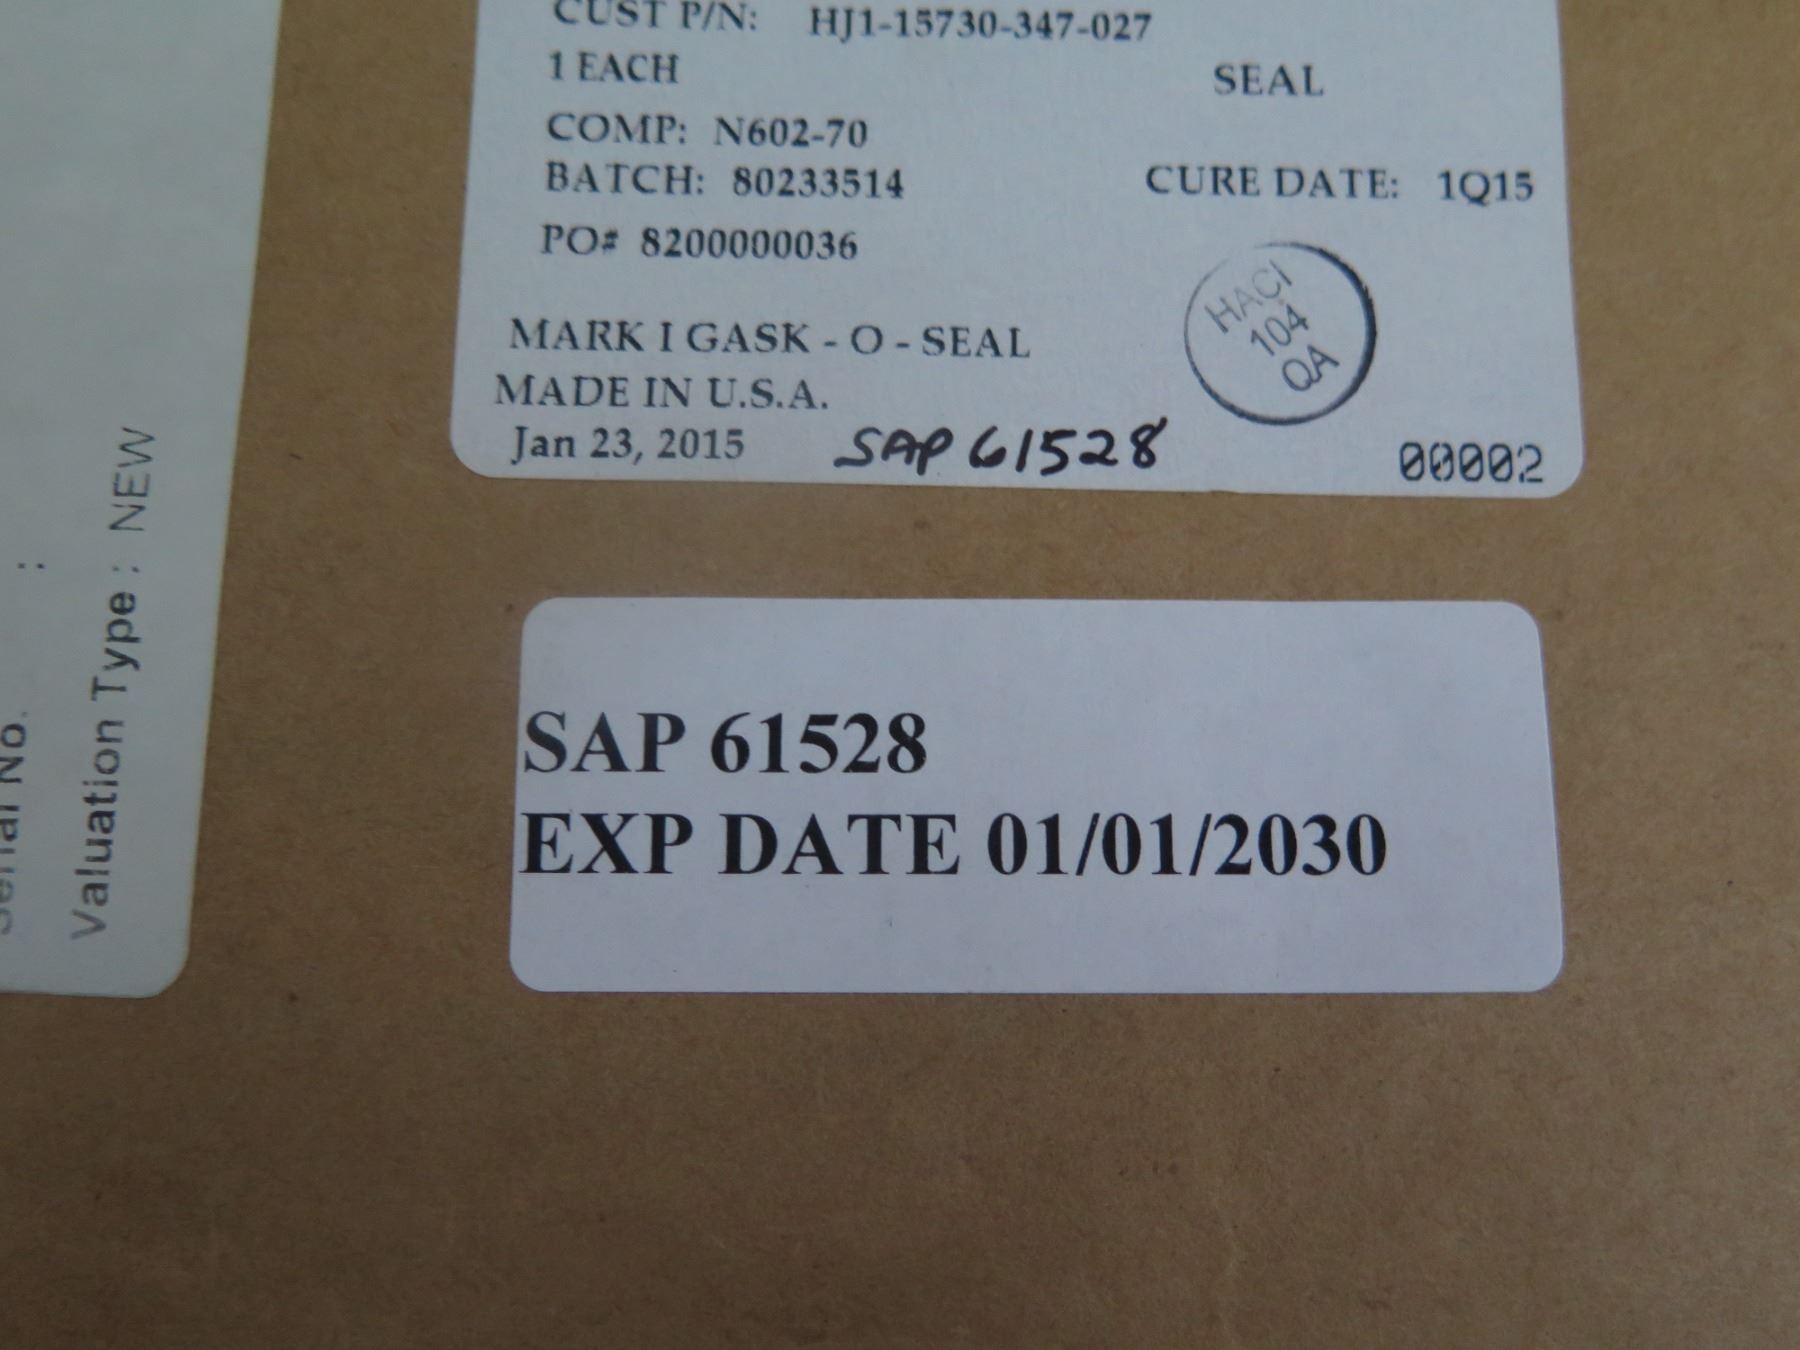 CUST P/N: HJ1-15730-347-027
1 EACH SEAL
COMP: N602-70
BATCH: 80233514 CURE DATE: 1Q15
PO# 8200000036
HACI
104
QA
MARK I GASK - O - SEAL
MADE IN U.S.A.
Jan 23, 2015 SAP 61528 00002
SAP 61528
EXP DATE 01/01/2030
Serial No. :
Valuation Type : NEW